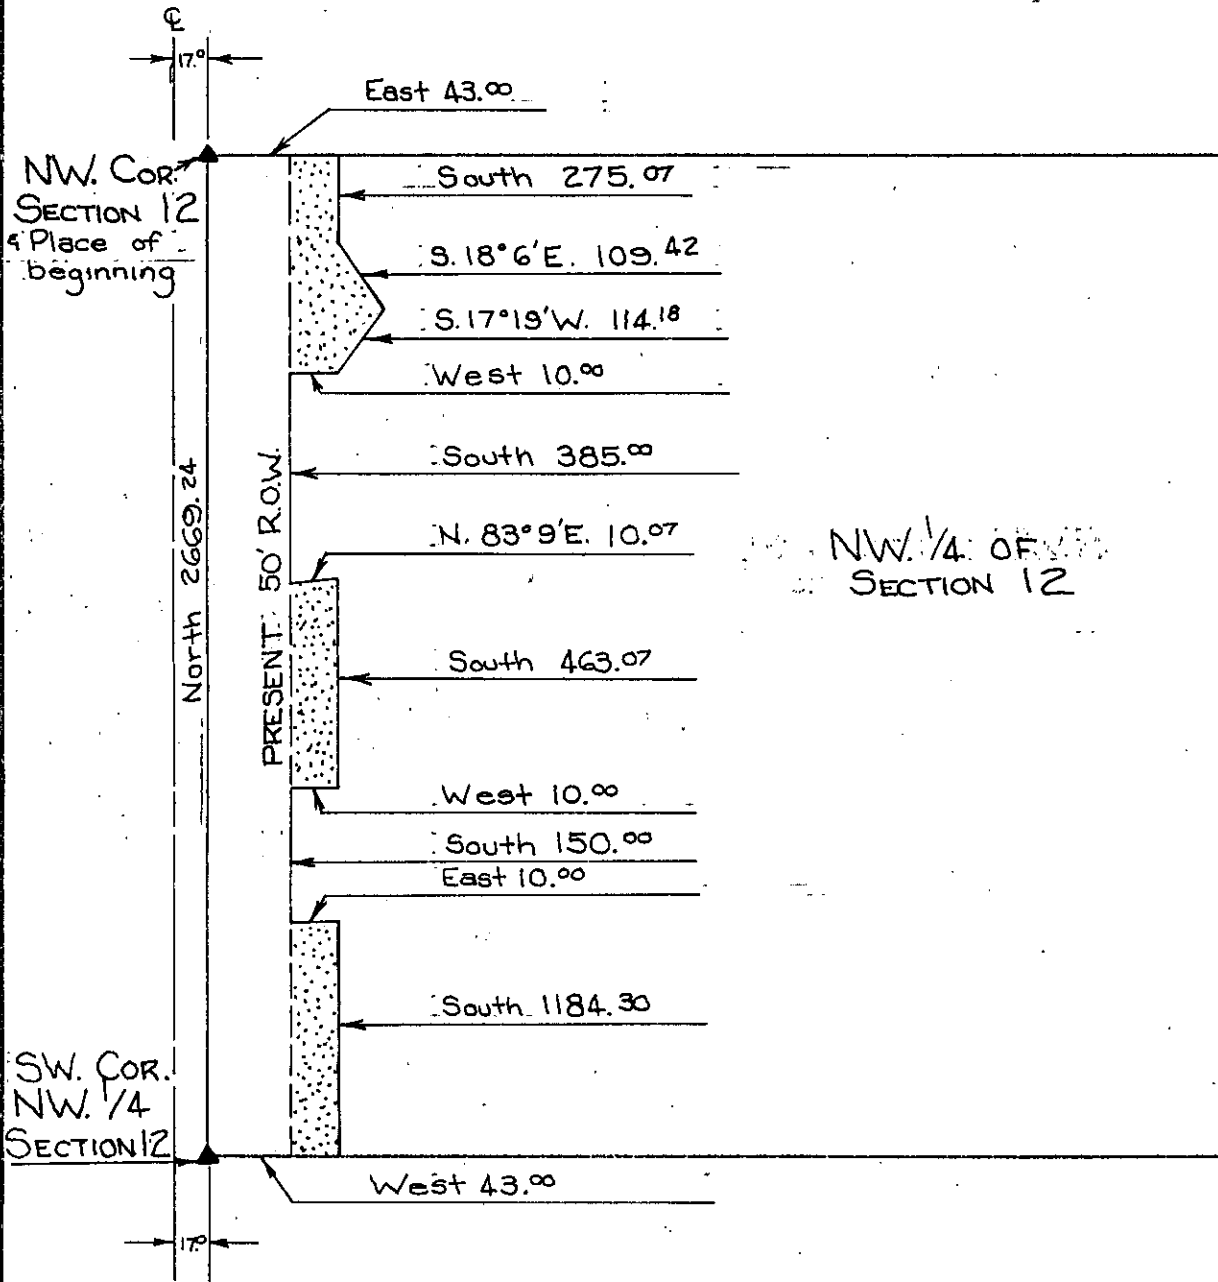 ℄
17.⁰
East 43.⁰⁰
NW. COR.
SECTION 12
& Place of
beginning
South 275.⁰⁷
S. 18°6'E. 109.⁴²
S. 17°19'W. 114.¹⁸
West 10.⁰⁰
South 385.⁰⁰
N. 83°9'E. 10.⁰⁷
North 2669.24
PRESENT 50' R.O.W.
NW. 1/4 OF
SECTION 12
South 463.⁰⁷
West 10.⁰⁰
South 150.⁰⁰
East 10.⁰⁰
South 1184.³⁰
SW. COR.
NW. 1/4
SECTION 12
West 43.⁰⁰
17.⁰